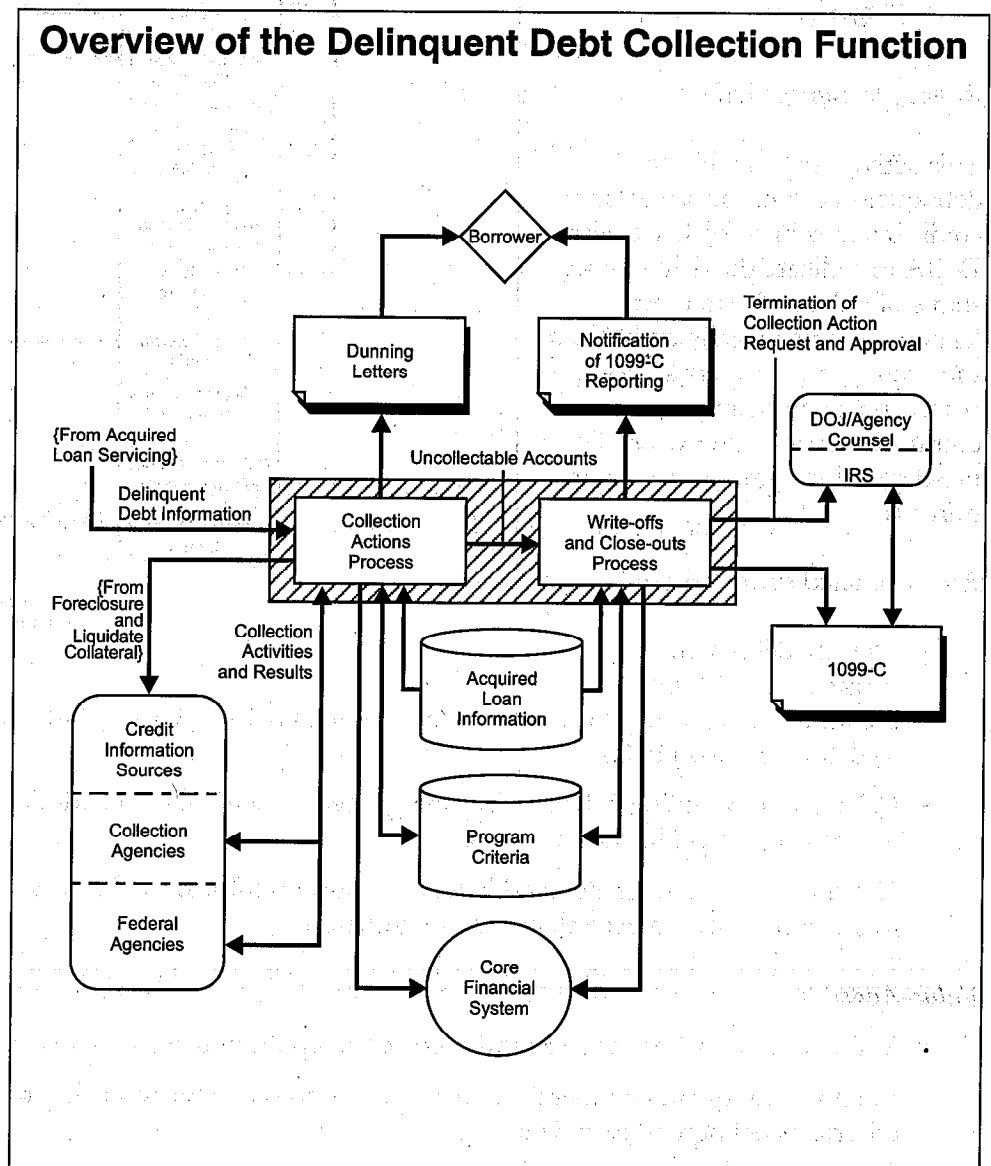 Overview of the Delinquent Debt Collection Function
Borrower
Termination of
Collection Action
Request and Approval
Dunning
Letters
Notification
of 1099-C
Reporting
DOJ/Agency
Counsel
IRS
{From Acquired
Loan Servicing}
Uncollectable Accounts
Delinquent
Debt Information
Collection
Actions
Process
Write-offs
and Close-outs
Process
{From
Foreclosure
and
Liquidate
Collateral}
Collection
Activities
and Results
Acquired
Loan
Information
1099-C
Credit
Information
Sources
Collection
Agencies
Program
Criteria
Federal
Agencies
Core
Financial
System